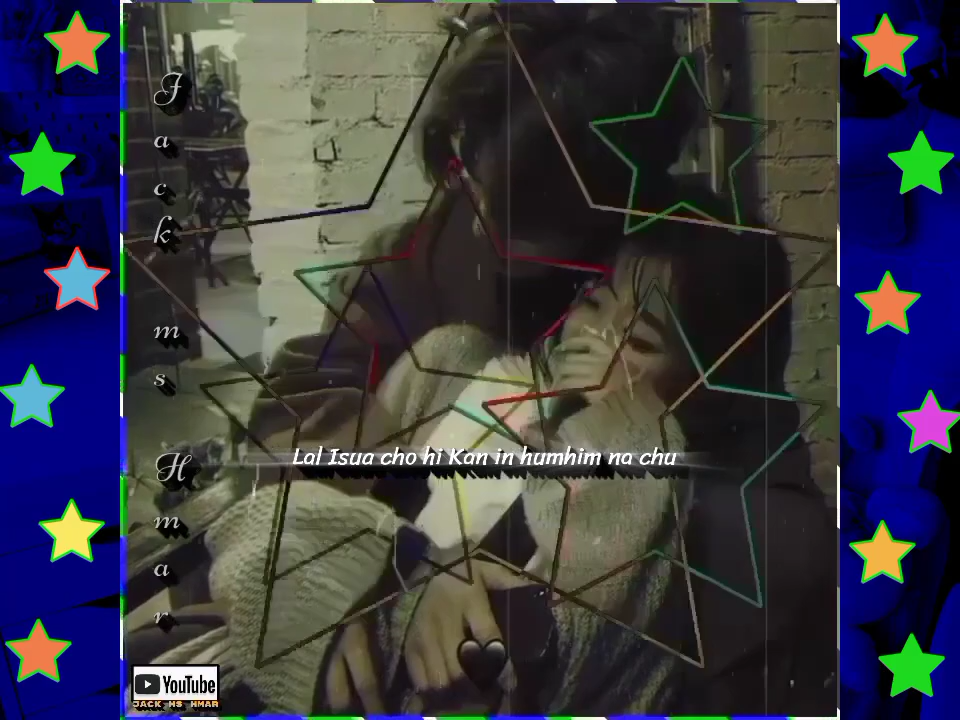 Jack ms Hmar
Lal Isua cho hi Kan in humhim na chu
YouTube
JACK MS HMAR